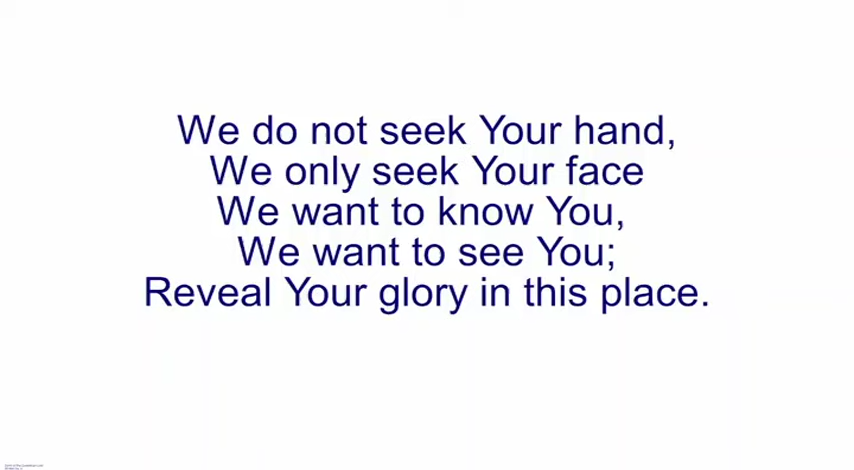 We do not seek Your hand,
We only seek Your face
We want to know You,
We want to see You;
Reveal Your glory in this place.